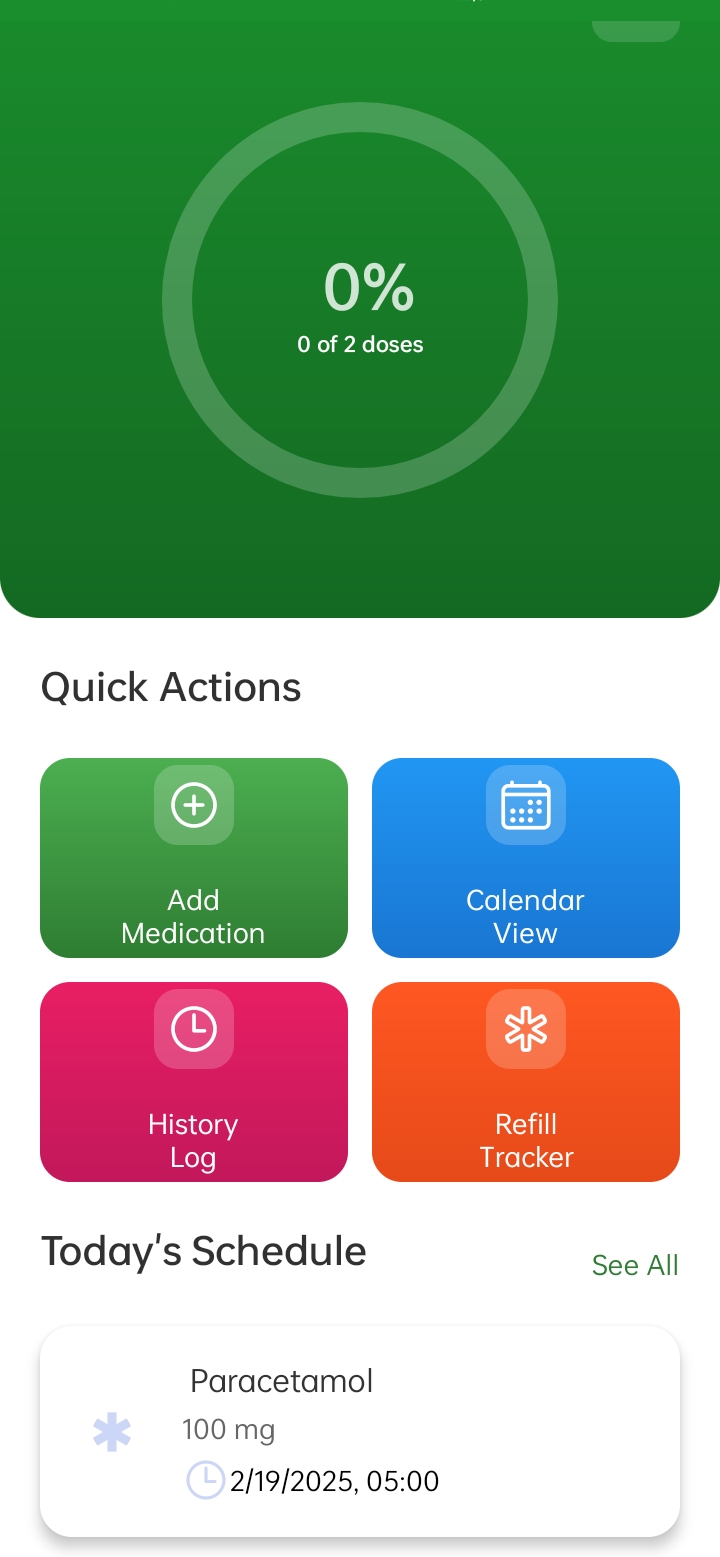 0%
0 of 2 doses
Quick Actions
Add
Medication
Calendar
View
History
Log
Refill
Tracker
Today's Schedule
See All
Paracetamol
100 mg
2/19/2025, 05:00